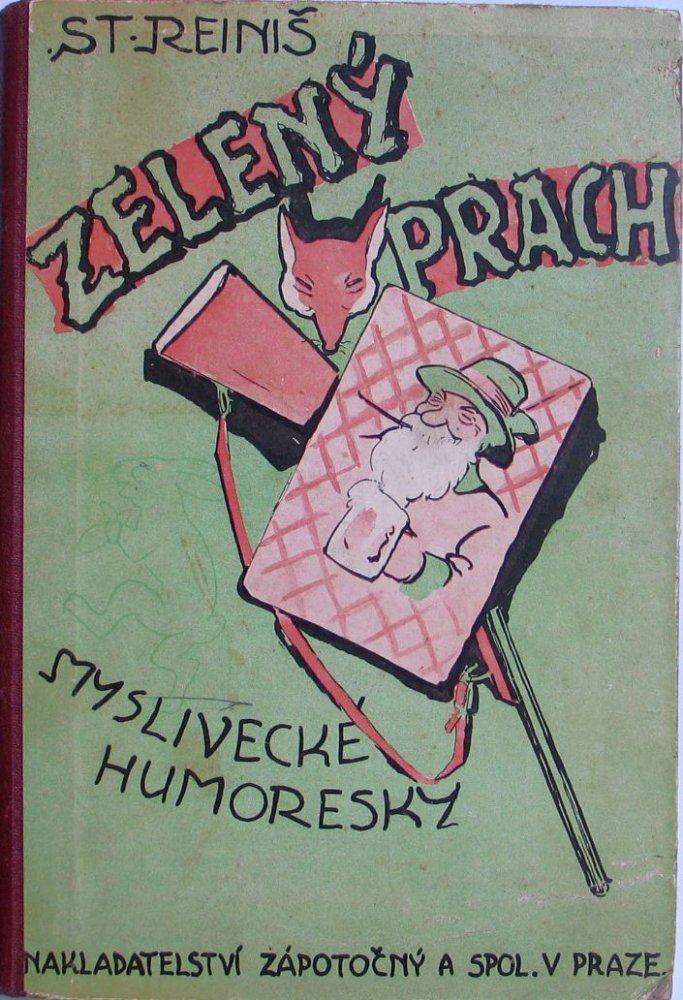 ST. REINIŠ
ZELENÝ
PRACH
MYSLIVECKÉ
HUMORESKY
NAKLADATELSTVÍ ZÁPOTOČNÝ A SPOL. V PRAZE.